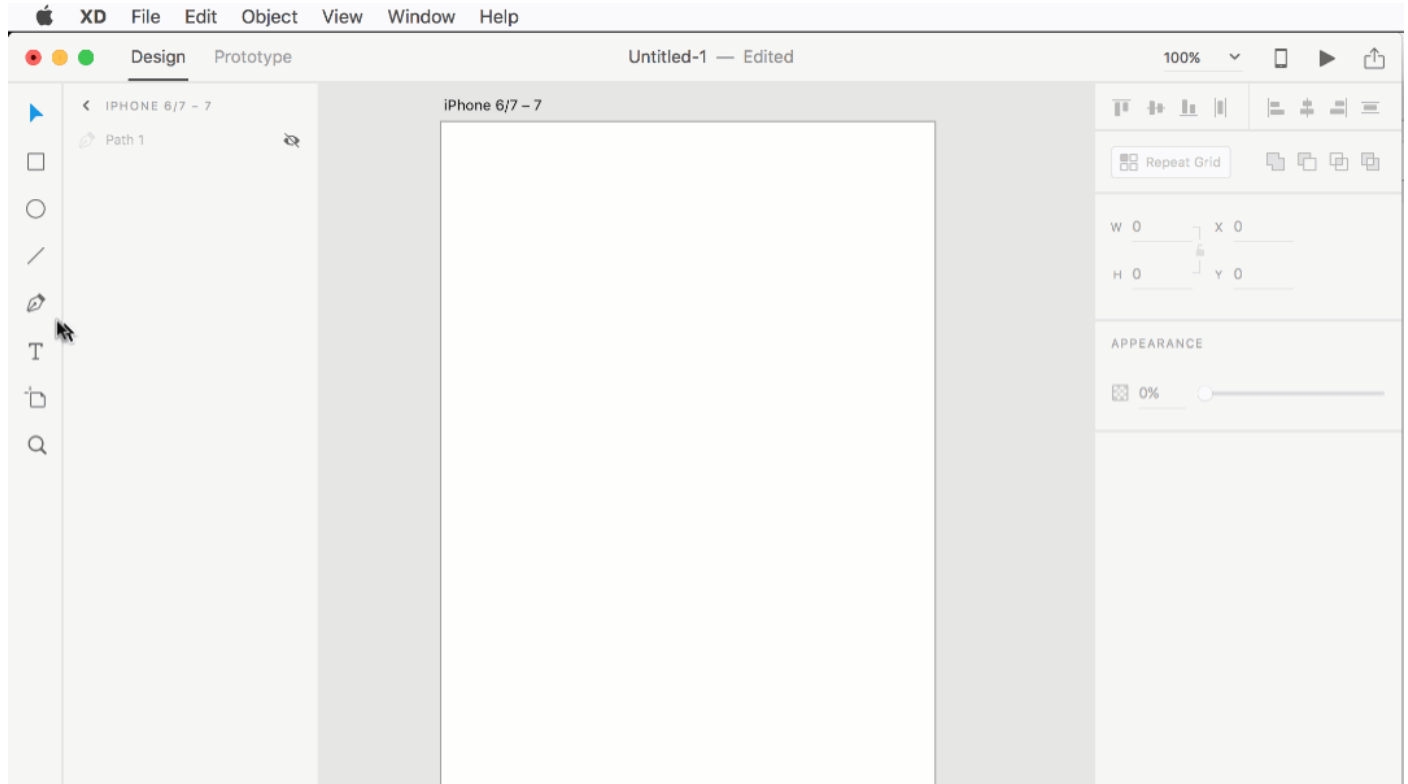 XD File Edit Object View Window Help
Design Prototype Untitled-1 — Edited 100%
IPHONE 6/7 – 7
Path 1
iPhone 6/7 – 7
T
Repeat Grid
W 0 X 0
H 0 Y 0
APPEARANCE
0%